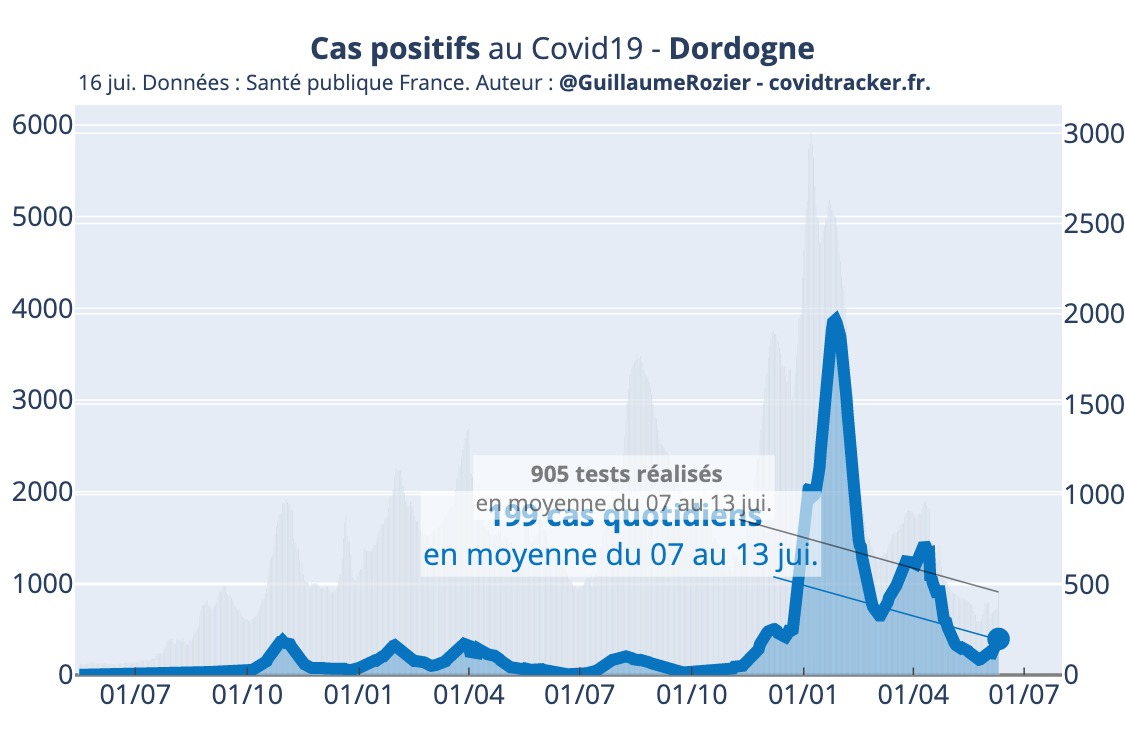 Cas positifs au Covid19 - Dordogne
16 jui. Données : Santé publique France. Auteur : @GuillaumeRozier - covidtracker.fr.
6000
5000
4000
3000
2000
1000
0
3000
2500
2000
1500
1000
500
0
905 tests réalisés
en moyenne du 07 au 13 jui.
199 cas quotidiens
en moyenne du 07 au 13 jui.
01/07 01/10 01/01 01/04 01/07 01/10 01/01 01/04 01/07